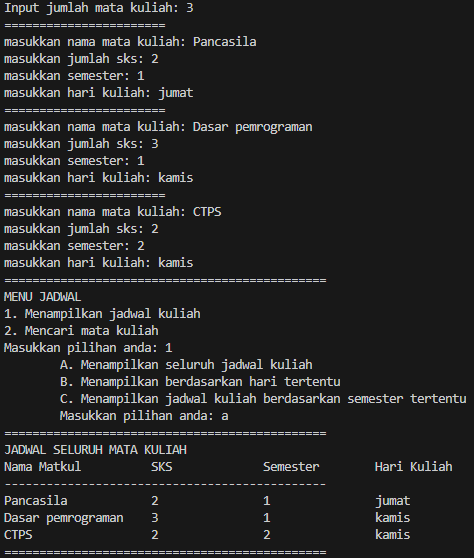 Input jumlah mata kuliah: 3
=======================
masukkan nama mata kuliah: Pancasila
masukkan jumlah sks: 2
masukkan semester: 1
masukkan hari kuliah: jumat
=======================
masukkan nama mata kuliah: Dasar pemrograman
masukkan jumlah sks: 3
masukkan semester: 1
masukkan hari kuliah: kamis
=======================
masukkan nama mata kuliah: CTPS
masukkan jumlah sks: 2
masukkan semester: 2
masukkan hari kuliah: kamis
==============================================
MENU JADWAL
1. Menampilkan jadwal kuliah
2. Mencari mata kuliah
Masukkan pilihan anda: 1
        A. Menampilkan seluruh jadwal kuliah
        B. Menampilkan berdasarkan hari tertentu
        C. Menampilkan jadwal kuliah berdasarkan semester tertentu
        Masukkan pilihan anda: a
==============================================
JADWAL SELURUH MATA KULIAH
Nama Matkul          SKS             Semester        Hari Kuliah
----------------------------------------------
Pancasila            2               1               jumat
Dasar pemrograman    3               1               kamis
CTPS                 2               2               kamis
==============================================